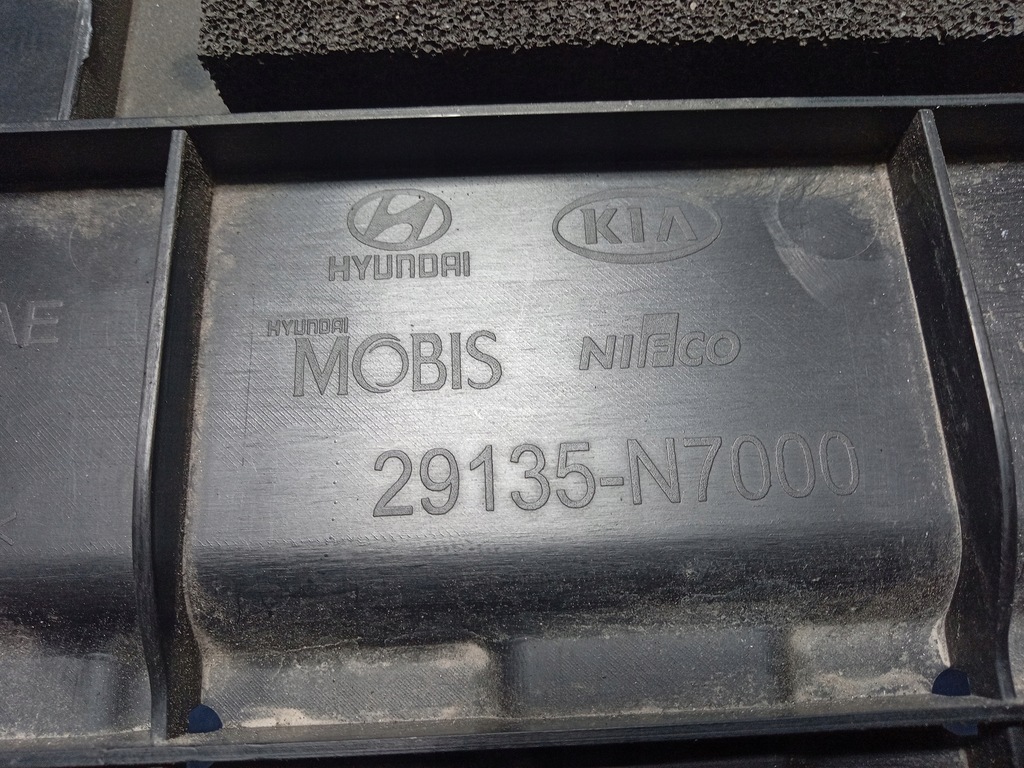 HYUNDAI
KIA
HYUNDAI
MOBIS
NIFCO
29135-N7000